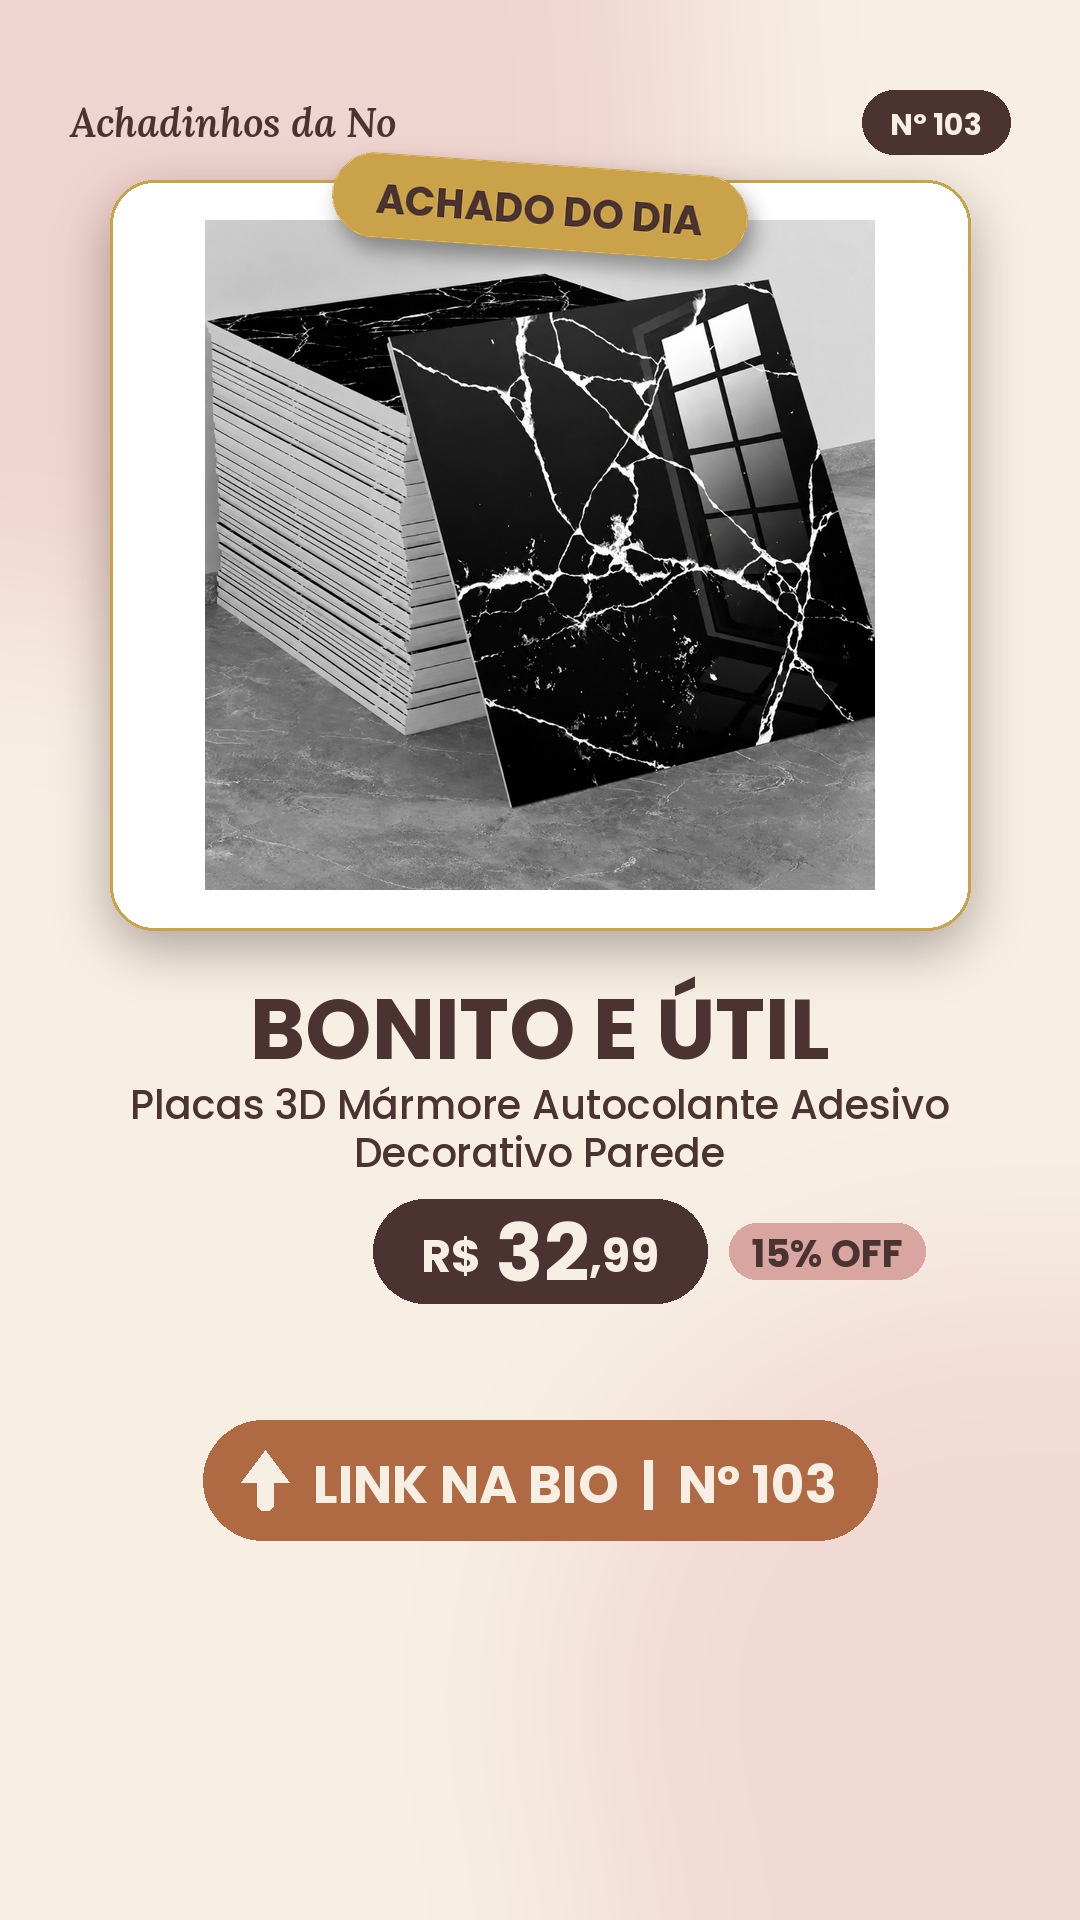 Achadinhos da No
Nº 103
ACHADO DO DIA
BONITO E ÚTIL
Placas 3D Mármore Autocolante Adesivo
Decorativo Parede
R$ 32,99
15% OFF
LINK NA BIO | Nº 103